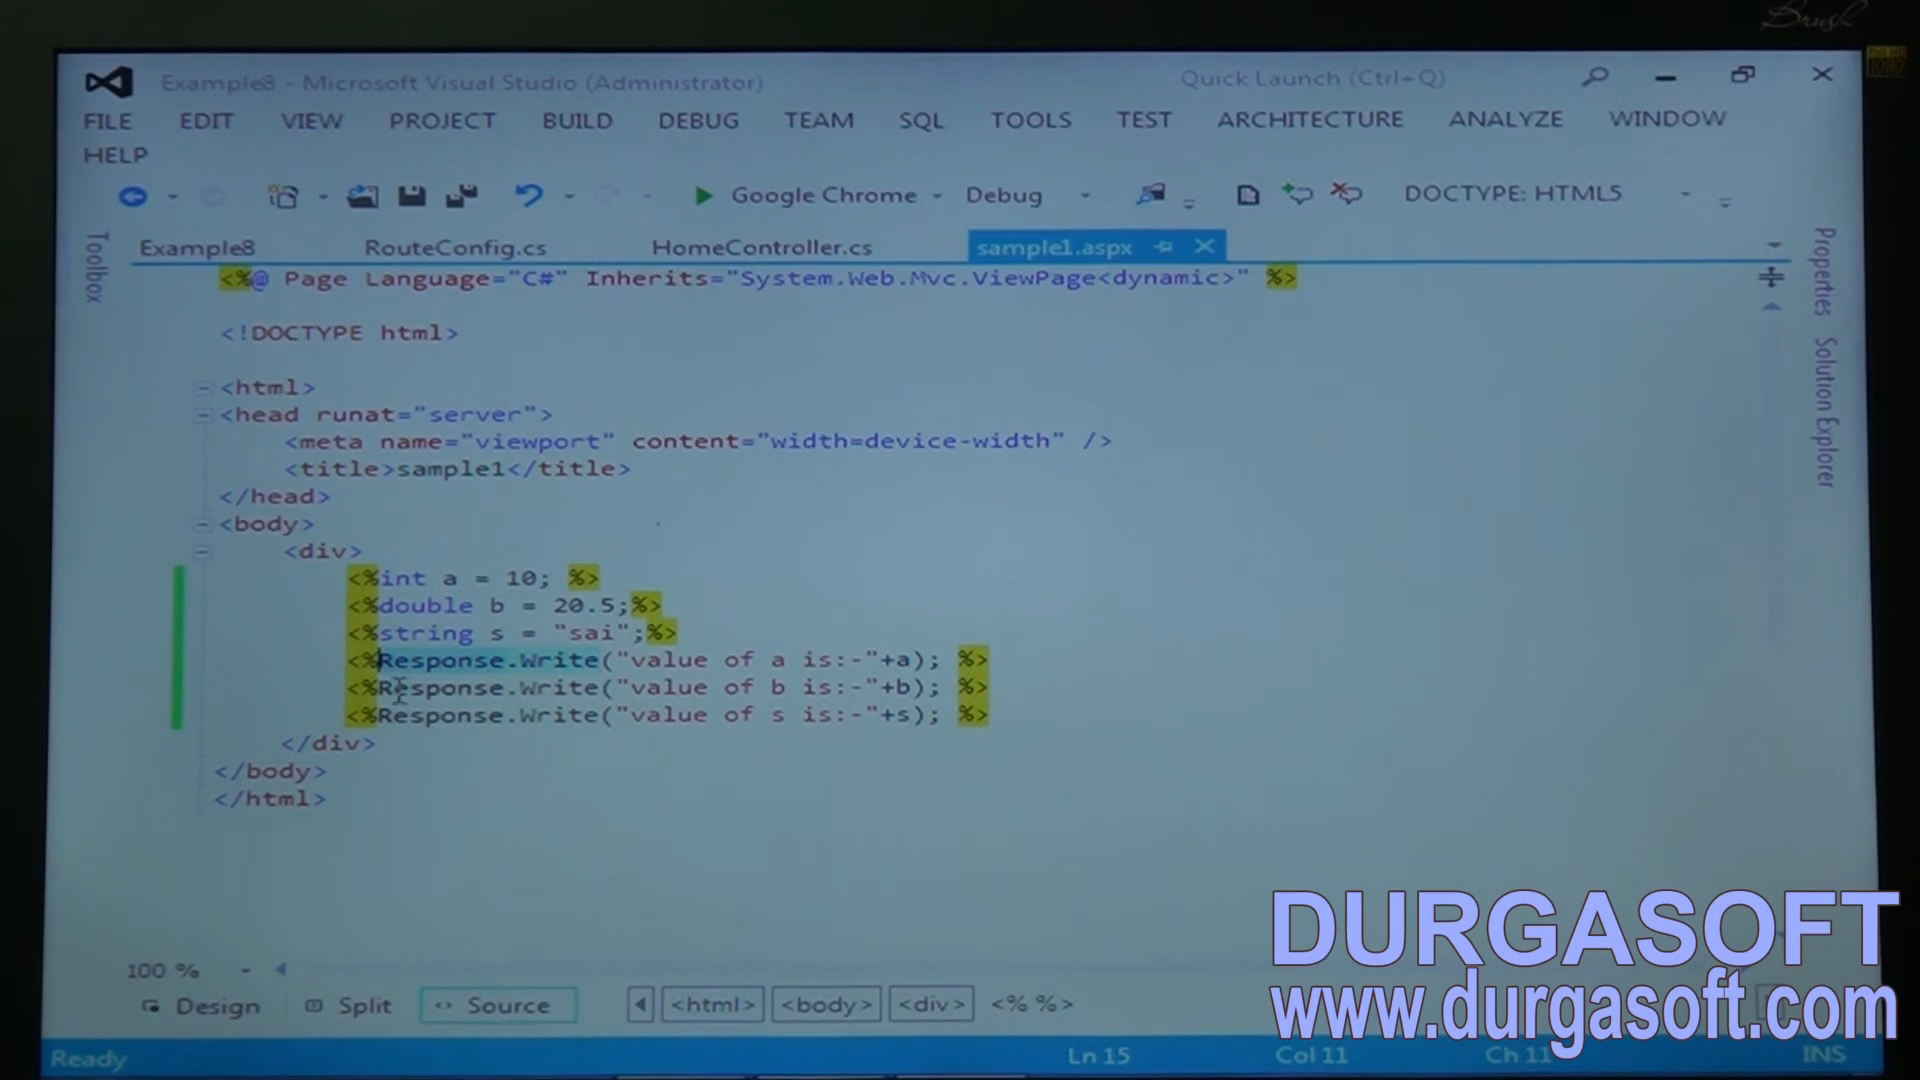 Brush
Example8 - Microsoft Visual Studio (Administrator)
Quick Launch (Ctrl+Q)
FILE EDIT VIEW PROJECT BUILD DEBUG TEAM SQL TOOLS TEST ARCHITECTURE ANALYZE WINDOW
HELP
Google Chrome Debug DOCTYPE: HTML5
Toolbox
Example8 RouteConfig.cs HomeController.cs sample1.aspx
Properties
Solution Explorer
<%@ Page Language="C#" Inherits="System.Web.Mvc.ViewPage<dynamic>" %>
<!DOCTYPE html>
<html>
<head runat="server">
<meta name="viewport" content="width=device-width" />
<title>sample1</title>
</head>
<body>
<div>
<%int a = 10; %>
<%double b = 20.5;%>
<%string s = "sai";%>
<%Response.Write("value of a is:-"+a); %>
<%Response.Write("value of b is:-"+b); %>
<%Response.Write("value of s is:-"+s); %>
</div>
</body>
</html>
100 %
Design Split Source <html> <body> <div> <% %>
Ready Ln 15 Col 11 Ch 11 INS
DURGASOFT
www.durgasoft.com